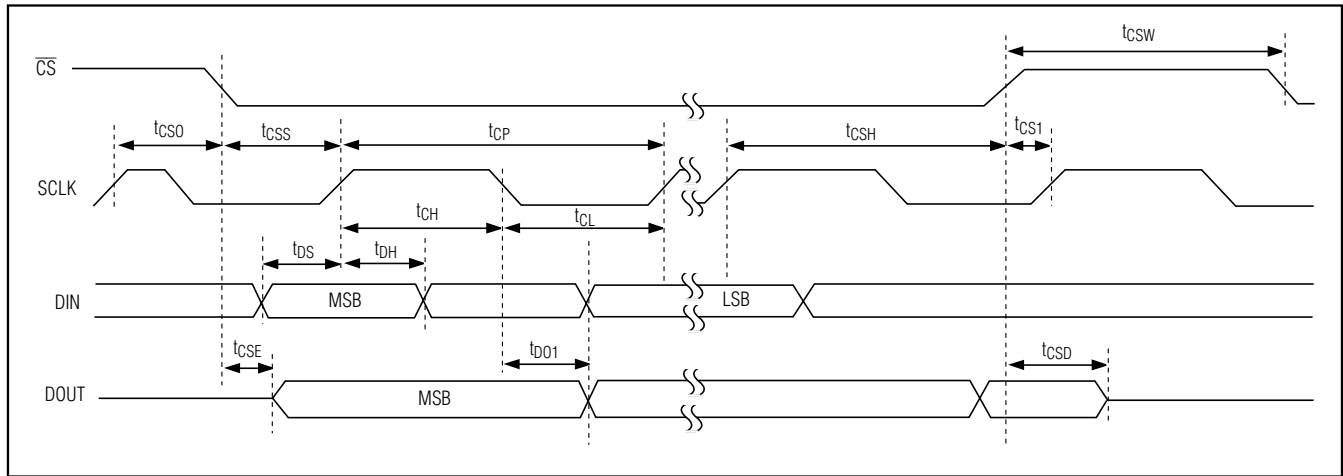 tCSW
CS
tCSO tCSS tCP tCSH tCS1
SCLK
tCH tCL
tDS tDH
DIN MSB LSB
tCSE tDO1 tCSD
DOUT MSB